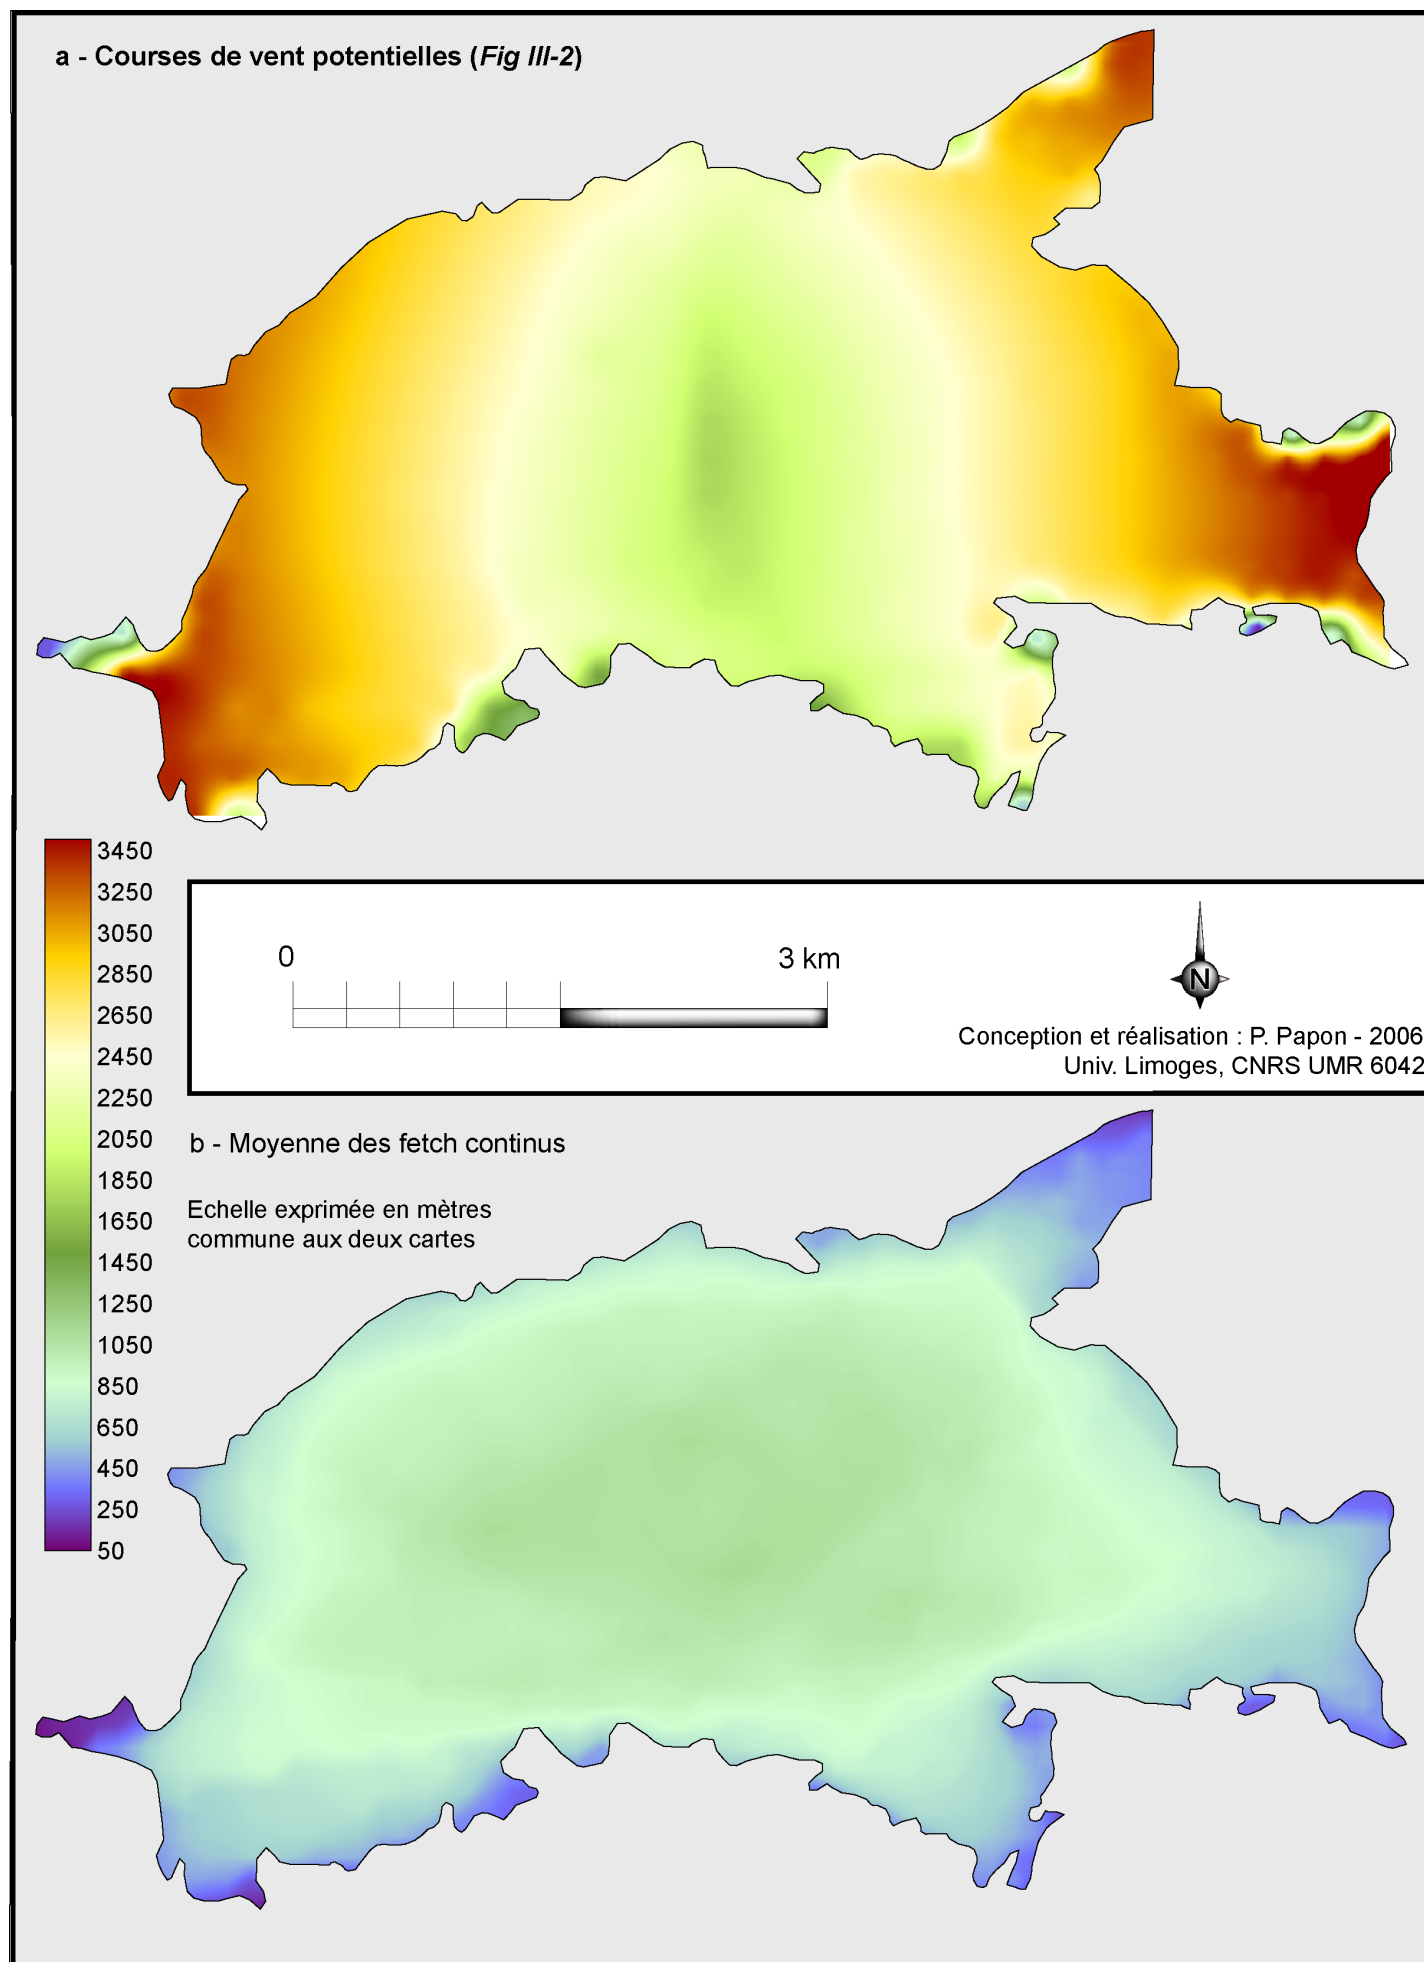 a - Courses de vent potentielles (Fig III-2)
3450
3250
3050
2850
2650
2450
2250
2050
1850
1650
1450
1250
1050
850
650
450
250
50
0
3 km
N
Conception et réalisation : P. Papon - 2006
Univ. Limoges, CNRS UMR 6042
b - Moyenne des fetch continus
Echelle exprimée en mètres
commune aux deux cartes